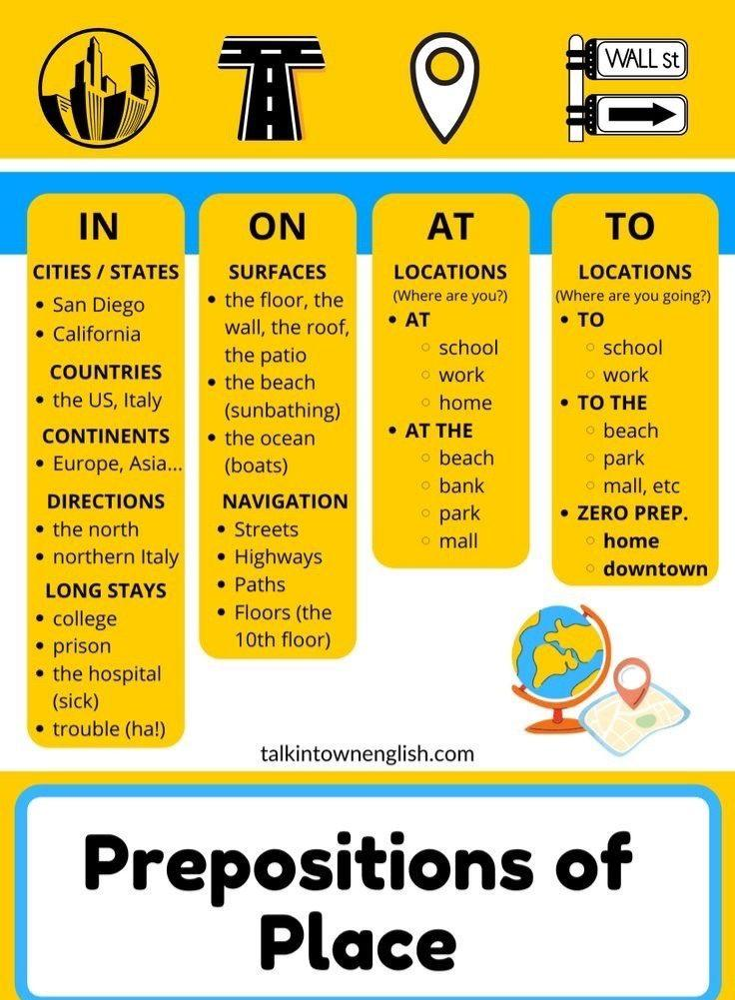 WALL st
IN
CITIES / STATES
• San Diego
• California
COUNTRIES
• the US, Italy
CONTINENTS
• Europe, Asia...
DIRECTIONS
• the north
• northern Italy
LONG STAYS
• college
• prison
• the hospital
(sick)
• trouble (ha!)
ON
SURFACES
• the floor, the
wall, the roof,
the patio
• the beach
(sunbathing)
• the ocean
(boats)
NAVIGATION
• Streets
• Highways
• Paths
• Floors (the
10th floor)
AT
LOCATIONS
(Where are you?)
• AT
○ school
○ work
○ home
• AT THE
○ beach
○ bank
○ park
○ mall
TO
LOCATIONS
(Where are you going?)
• TO
○ school
○ work
• TO THE
○ beach
○ park
○ mall, etc
• ZERO PREP.
○ home
○ downtown
talkintownenglish.com
Prepositions of
Place